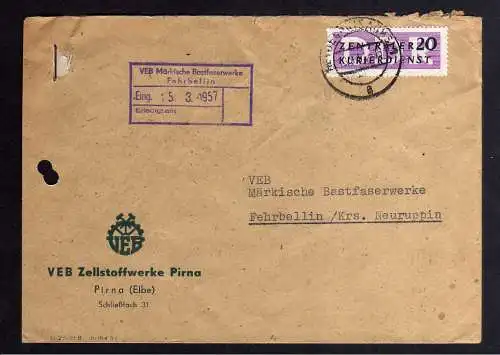 ZENTRALER 20
KURIERDIENST
a
VEB Märkische Bastfaserwerke
Fehrbellin
Eing. 15. 3. 1957
VEB
Märkische Bastfaserwerke
Fehrbellin /Krs. Neuruppin
VEB
VEB Zellstoffwerke Pirna
Pirna (Elbe)
Schließfach 31